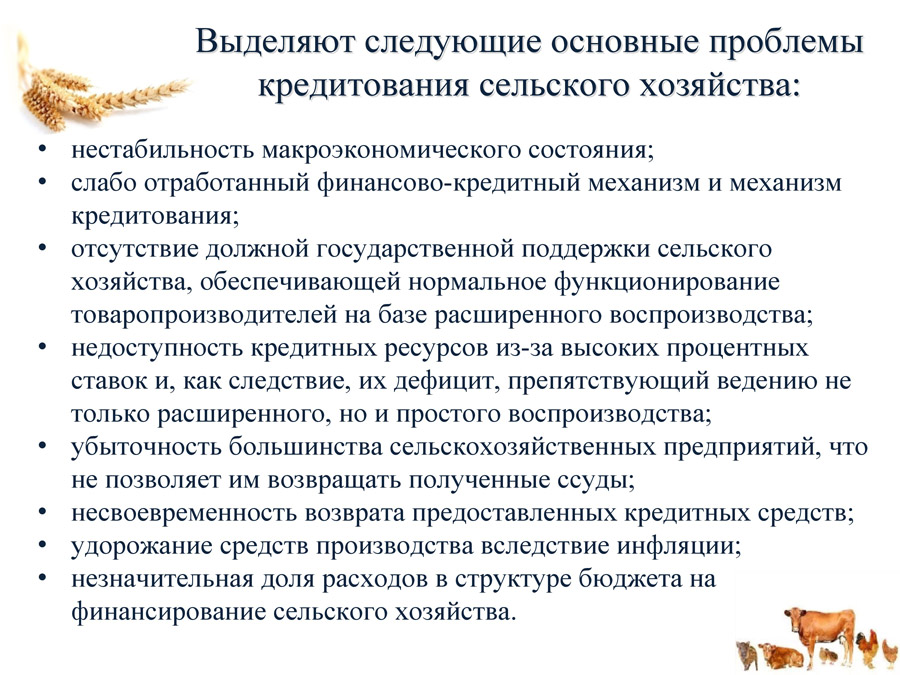 Выделяют следующие основные проблемы
кредитования сельского хозяйства:
• нестабильность макроэкономического состояния;
• слабо отработанный финансово-кредитный механизм и механизм
кредитования;
• отсутствие должной государственной поддержки сельского
хозяйства, обеспечивающей нормальное функционирование
товаропроизводителей на базе расширенного воспроизводства;
• недоступность кредитных ресурсов из-за высоких процентных
ставок и, как следствие, их дефицит, препятствующий ведению не
только расширенного, но и простого воспроизводства;
• убыточность большинства сельскохозяйственных предприятий, что
не позволяет им возвращать полученные ссуды;
• несвоевременность возврата предоставленных кредитных средств;
• удорожание средств производства вследствие инфляции;
• незначительная доля расходов в структуре бюджета на
финансирование сельского хозяйства.